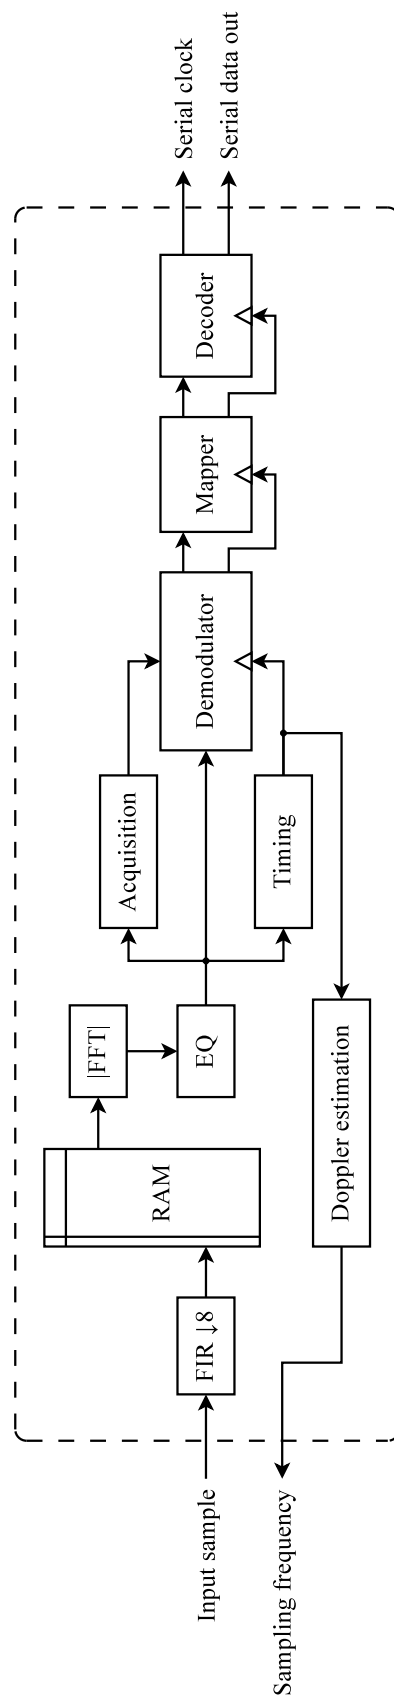 Input sample
Sampling frequency
FIR ↓8
RAM
|FFT|
EQ
Doppler estimation
Acquisition
Timing
Demodulator
Mapper
Decoder
Serial clock
Serial data out